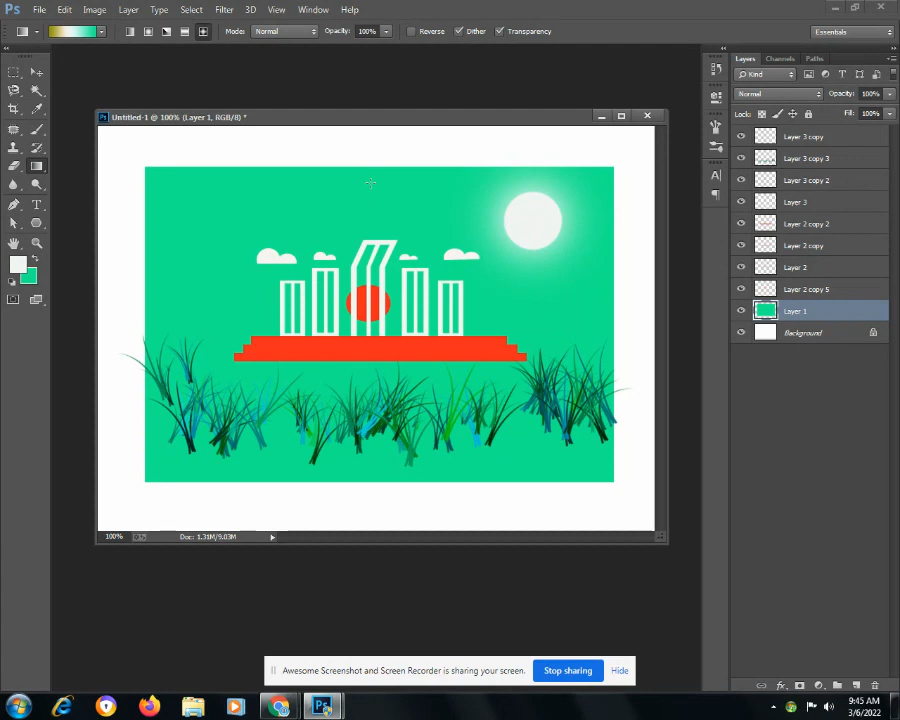 Ps File Edit Image Layer Type Select Filter 3D View Window Help
Mode: Normal Opacity: 100% Reverse Dither Transparency Essentials
Layers Channels Paths
Kind
Normal Opacity: 100%
Lock: Fill: 100%
Untitled-1 @ 100% (Layer 1, RGB/8) *
Layer 3 copy
Layer 3 copy 3
Layer 3 copy 2
Layer 3
Layer 2 copy 2
Layer 2 copy
Layer 2
Layer 2 copy 5
Layer 1
Background
100% Doc: 1.31M/9.03M
Awesome Screenshot and Screen Recorder is sharing your screen. Stop sharing Hide
fx
Ps
9:45 AM
3/6/2022